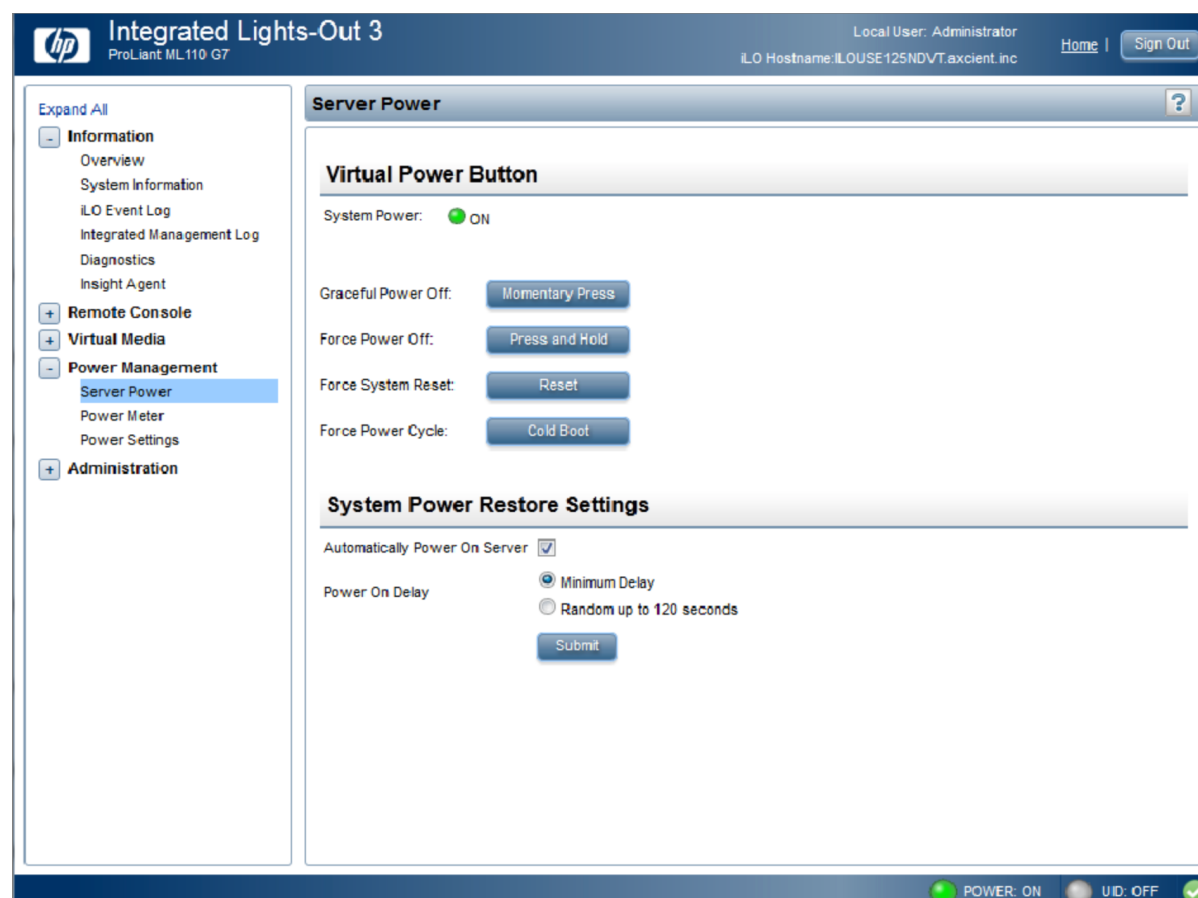 hp
Integrated Lights-Out 3
ProLiant ML110 G7
Local User: Administrator
iLO Hostname:ILOUSE125NDVT.axcient.inc
Home |
Sign Out
Expand All
- Information
Overview
System Information
iLO Event Log
Integrated Management Log
Diagnostics
Insight Agent
+ Remote Console
+ Virtual Media
- Power Management
Server Power
Power Meter
Power Settings
+ Administration
Server Power
?
Virtual Power Button
System Power: ON
Graceful Power Off: Momentary Press
Force Power Off: Press and Hold
Force System Reset: Reset
Force Power Cycle: Cold Boot
System Power Restore Settings
Automatically Power On Server
Power On Delay
Minimum Delay
Random up to 120 seconds
Submit
POWER: ON
UID: OFF